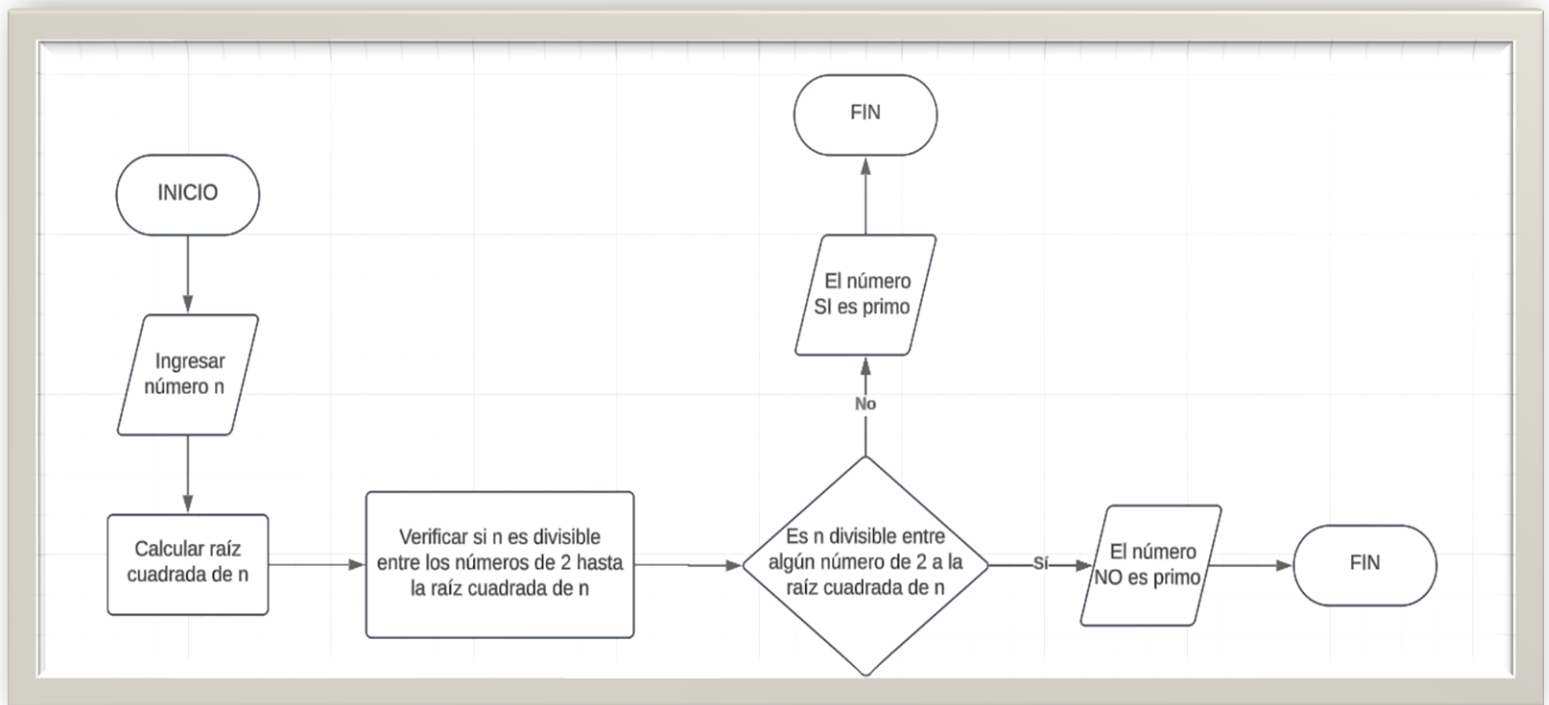 INICIO
Ingresar
número n
Calcular raíz
cuadrada de n
Verificar si n es divisible
entre los números de 2 hasta
la raíz cuadrada de n
Es n divisible entre
algún número de 2 a la
raíz cuadrada de n
No
El número
SI es primo
FIN
Sí
El número
NO es primo
FIN